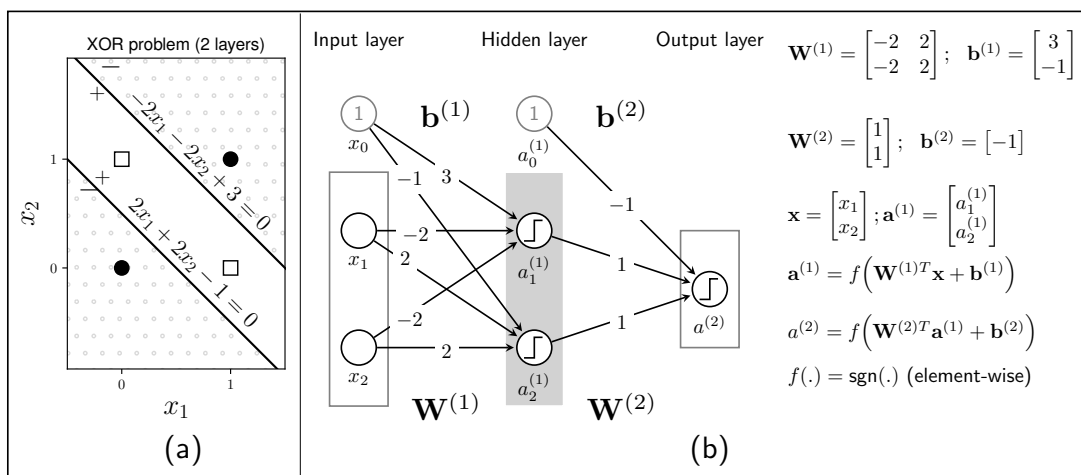 XOR problem (2 layers)
−
+
−2x₁ − 2x₂ + 3 = 0
1
+
−
2x₁ + 2x₂ − 1 = 0
0
x₂
0
1
x₁
(a)
Input layer
Hidden layer
Output layer
1
x₀
b⁽¹⁾
1
a₀⁽¹⁾
b⁽²⁾
−1
3
−1
x₁
−2
2
a₁⁽¹⁾
1
−2
1
a⁽²⁾
x₂
2
a₂⁽¹⁾
W⁽¹⁾
W⁽²⁾
(b)
W⁽¹⁾ = [−2 2; −2 2] ; b⁽¹⁾ = [3; −1]
W⁽²⁾ = [1; 1] ; b⁽²⁾ = [−1]
x = [x₁; x₂] ; a⁽¹⁾ = [a₁⁽¹⁾; a₂⁽¹⁾]
a⁽¹⁾ = f(W⁽¹⁾ᵀx + b⁽¹⁾)
a⁽²⁾ = f(W⁽²⁾ᵀa⁽¹⁾ + b⁽²⁾)
f(.) = sgn(.) (element-wise)